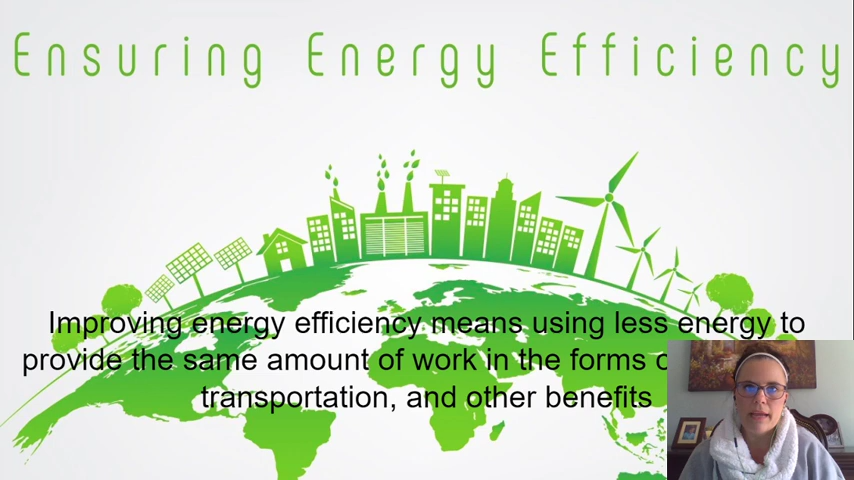 Ensuring Energy Efficiency
Improving energy efficiency means using less energy to
provide the same amount of work in the forms
transportation, and other benefits